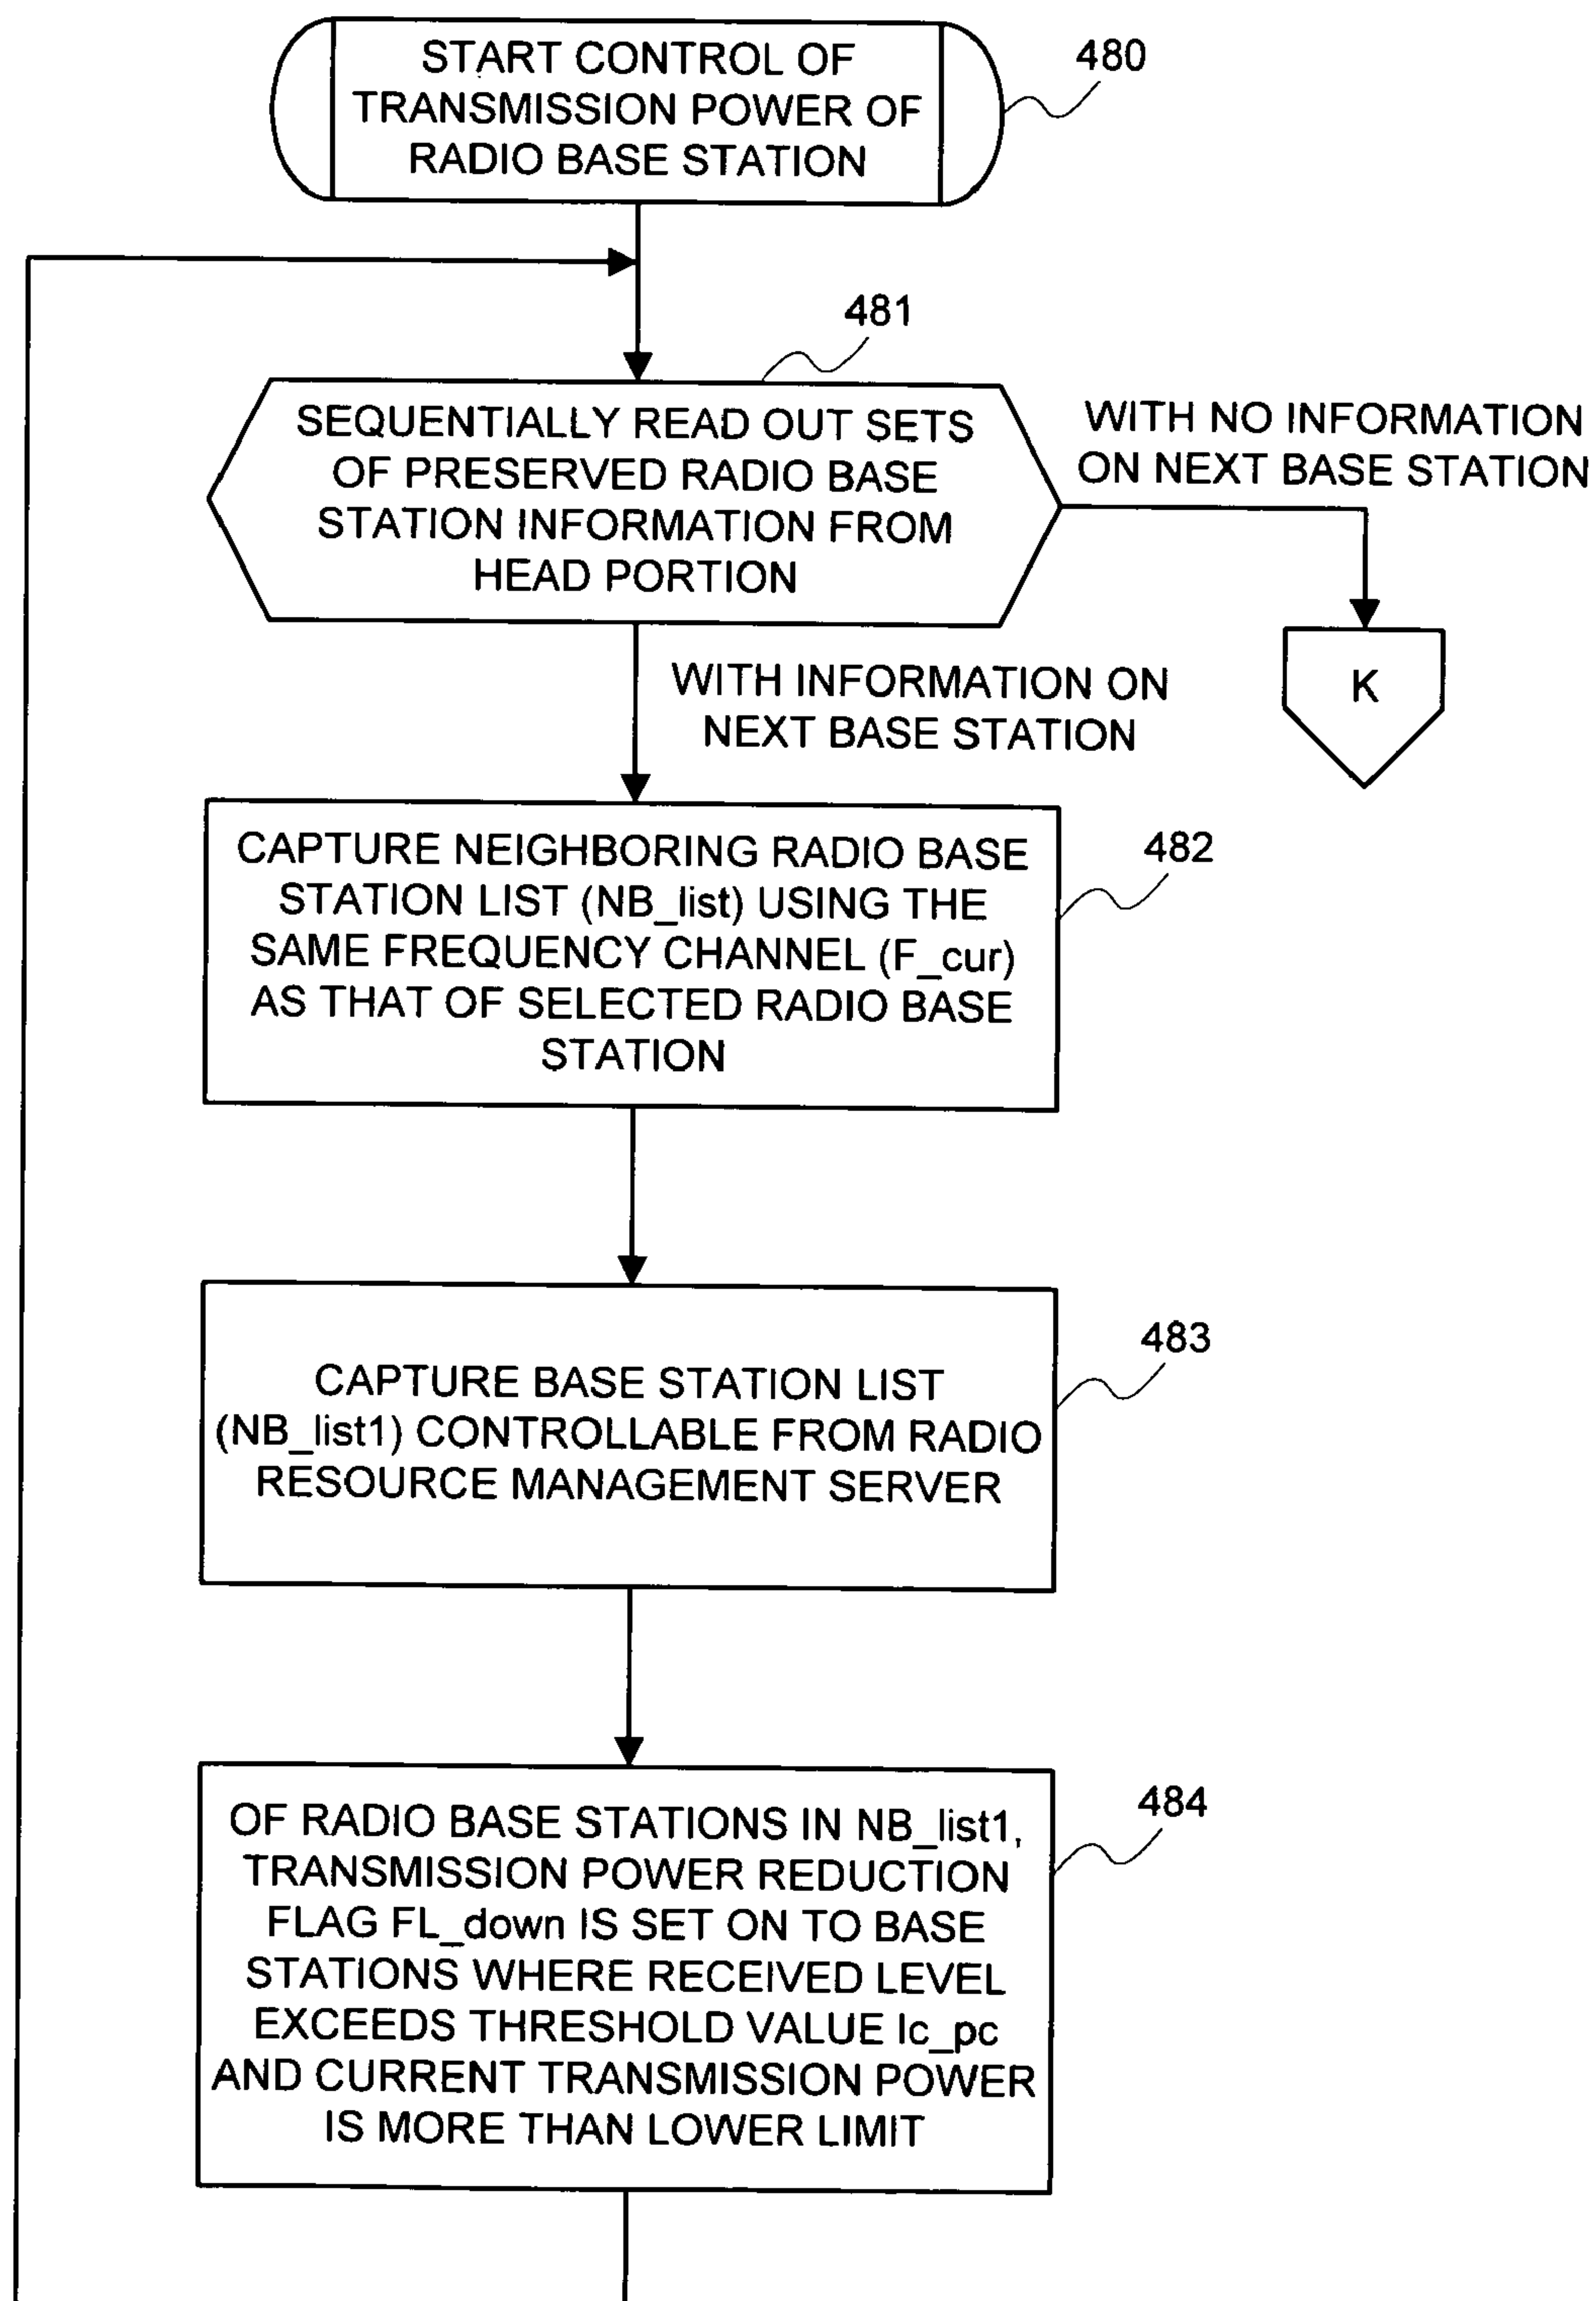 START CONTROL OF
TRANSMISSION POWER OF
RADIO BASE STATION
480
481
SEQUENTIALLY READ OUT SETS
OF PRESERVED RADIO BASE
STATION INFORMATION FROM
HEAD PORTION
WITH NO INFORMATION
ON NEXT BASE STATION
K
WITH INFORMATION ON
NEXT BASE STATION
CAPTURE NEIGHBORING RADIO BASE
STATION LIST (NB_list) USING THE
SAME FREQUENCY CHANNEL (F_cur)
AS THAT OF SELECTED RADIO BASE
STATION
482
CAPTURE BASE STATION LIST
(NB_list1) CONTROLLABLE FROM RADIO
RESOURCE MANAGEMENT SERVER
483
OF RADIO BASE STATIONS IN NB_list1,
TRANSMISSION POWER REDUCTION
FLAG FL_down IS SET ON TO BASE
STATIONS WHERE RECEIVED LEVEL
EXCEEDS THRESHOLD VALUE lc_pc
AND CURRENT TRANSMISSION POWER
IS MORE THAN LOWER LIMIT
484